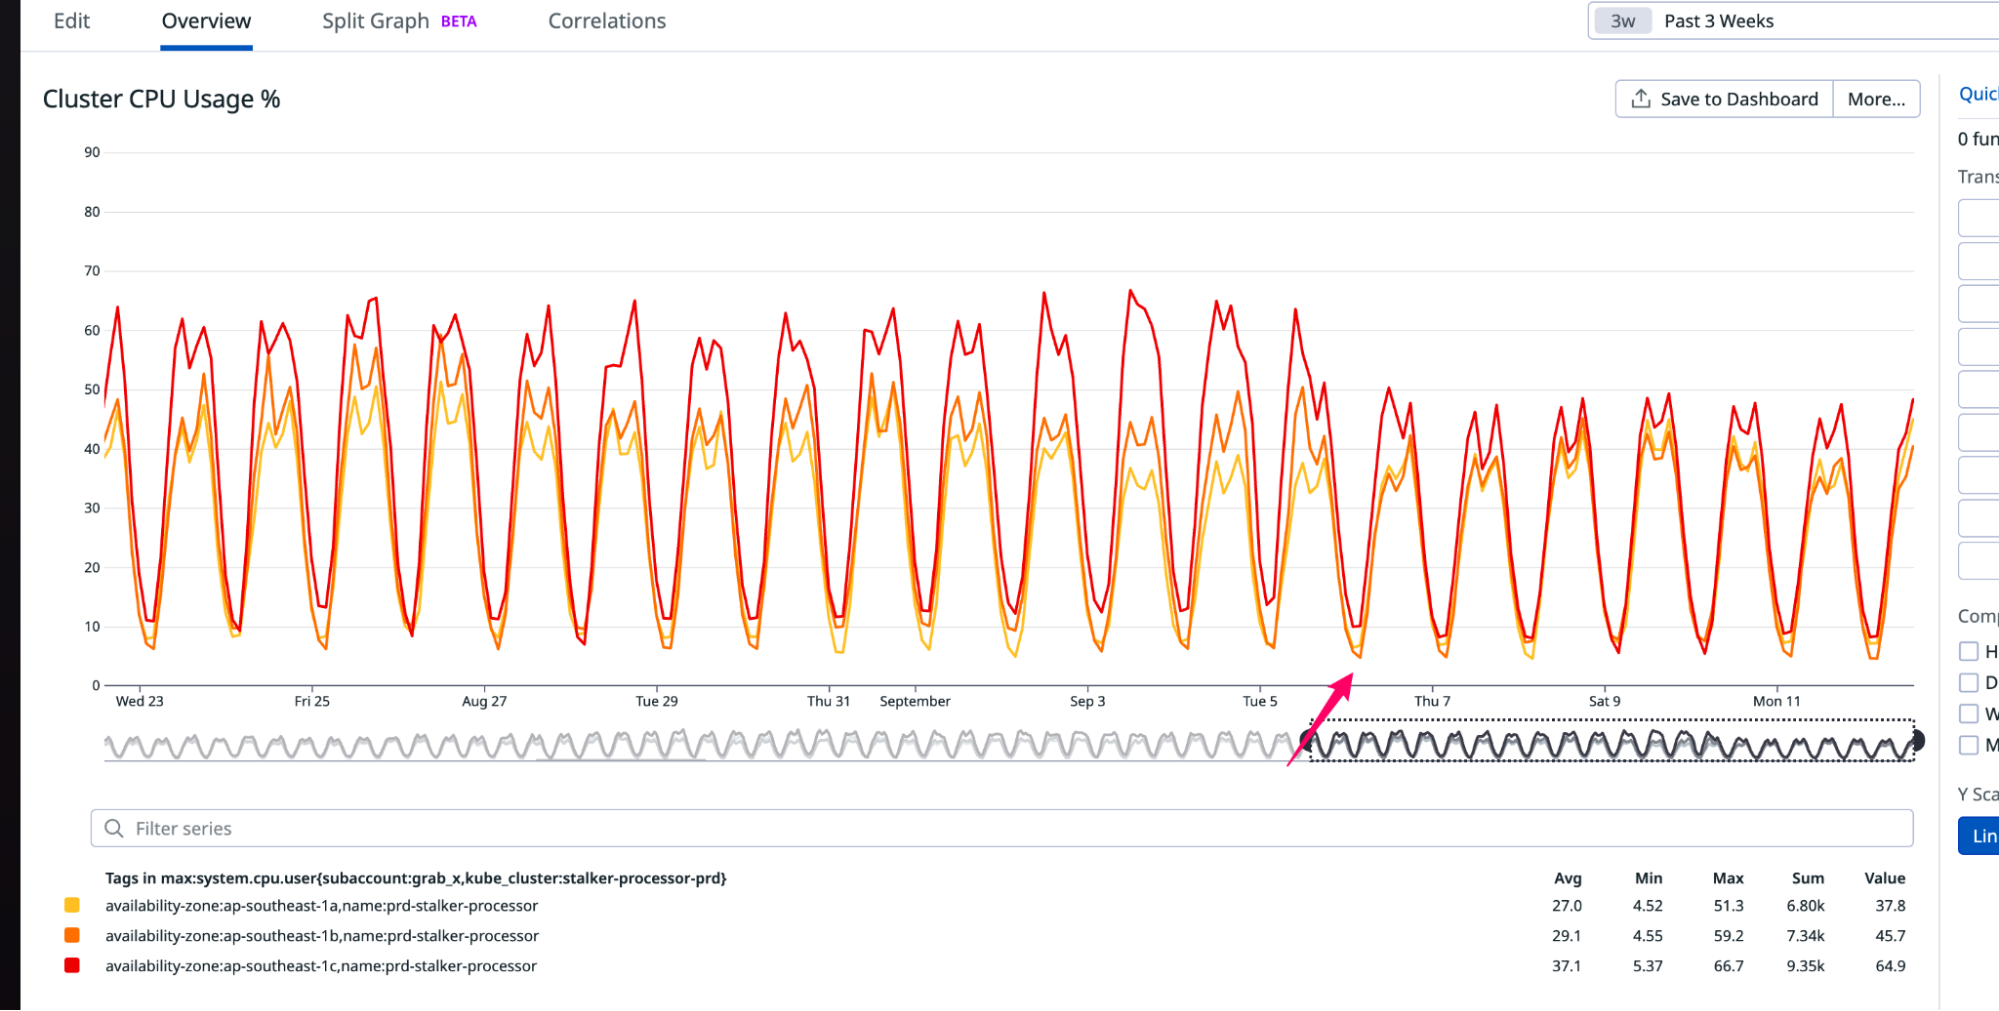 Edit Overview Split Graph BETA Correlations 3w Past 3 Weeks
Cluster CPU Usage % Save to Dashboard More...
90
80
70
60
50
40
30
20
10
0
Wed 23 Fri 25 Aug 27 Tue 29 Thu 31 September Sep 3 Tue 5 Thu 7 Sat 9 Mon 11
Filter series
Tags in max:system.cpu.user{subaccount:grab_x,kube_cluster:stalker-processor-prd} Avg Min Max Sum Value
availability-zone:ap-southeast-1a,name:prd-stalker-processor 27.0 4.52 51.3 6.80k 37.8
availability-zone:ap-southeast-1b,name:prd-stalker-processor 29.1 4.55 59.2 7.34k 45.7
availability-zone:ap-southeast-1c,name:prd-stalker-processor 37.1 5.37 66.7 9.35k 64.9
0
Y